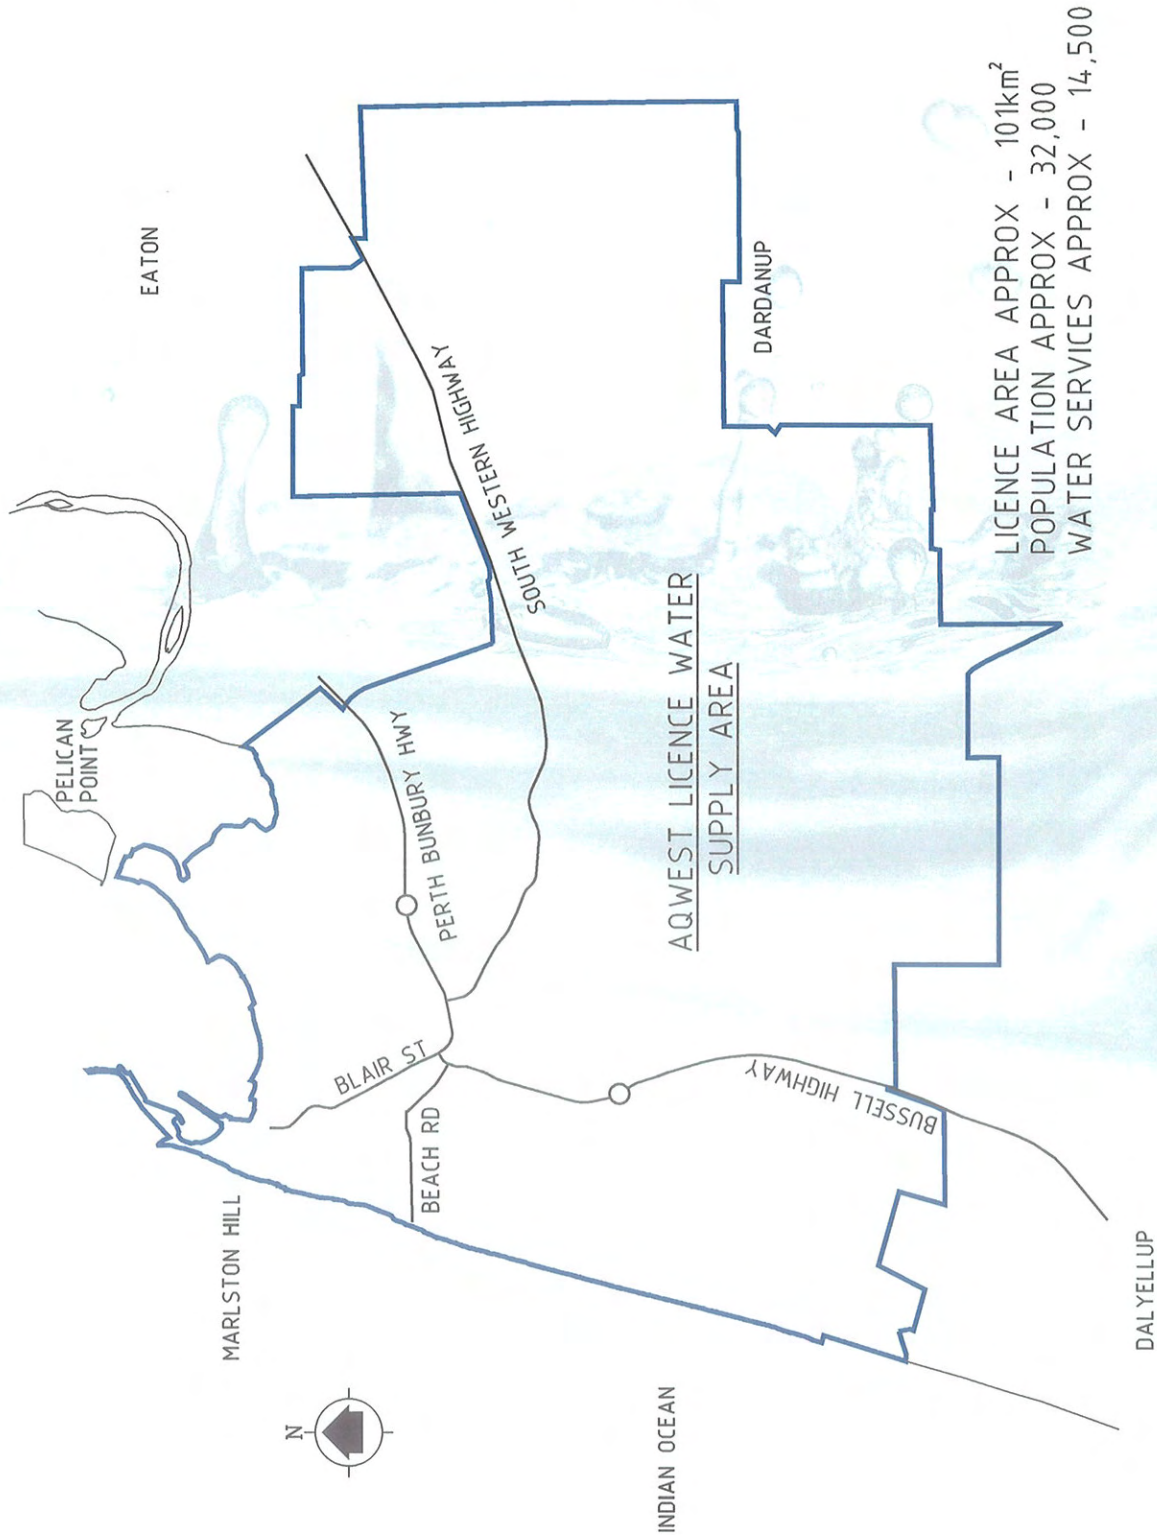 MARLSTON HILL
PELICAN
POINT
EATON
N
BLAIR ST
BEACH RD
PERTH BUNBURY HWY
SOUTH WESTERN HIGHWAY
INDIAN OCEAN
AQWEST LICENCE WATER
SUPPLY AREA
DARDANUP
BUSSELL HIGHWAY
DALYELLUP
LICENCE AREA APPROX - 101km²
POPULATION APPROX - 32,000
WATER SERVICES APPROX - 14,500